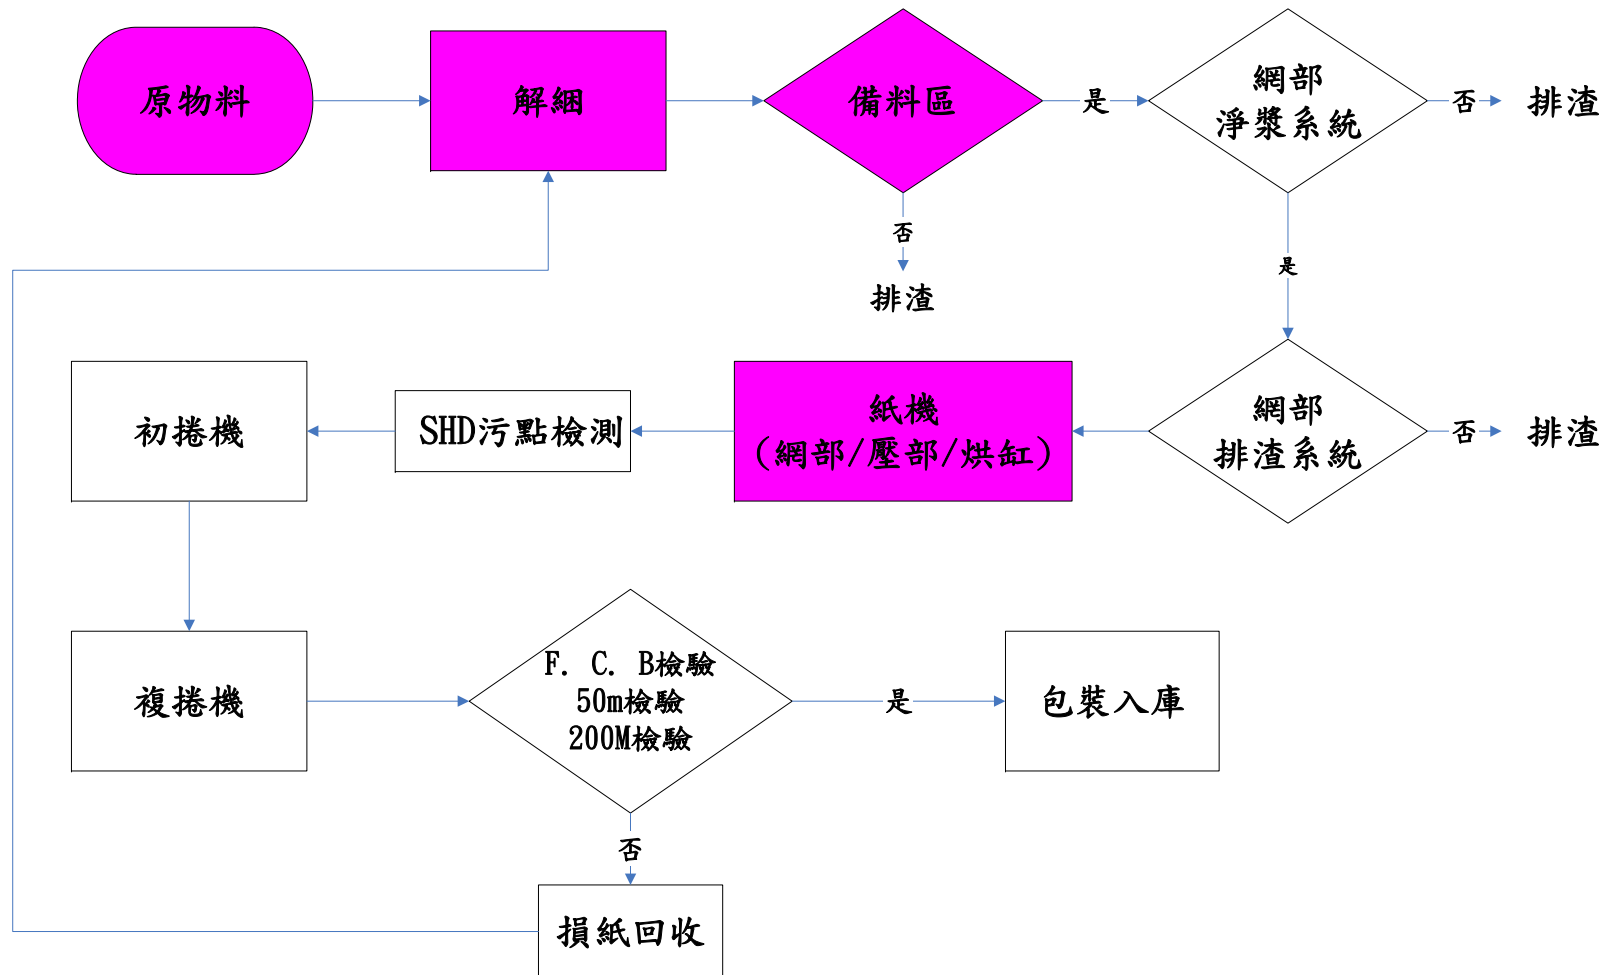 原物料
解綑
備料區
是
網部
淨漿系統
否
排渣
否
排渣
是
初捲機
SHD污點檢測
紙機
(網部/壓部/烘缸)
網部
排渣系統
否
排渣
複捲機
F. C. B檢驗
50m檢驗
200M檢驗
是
包裝入庫
否
損紙回收